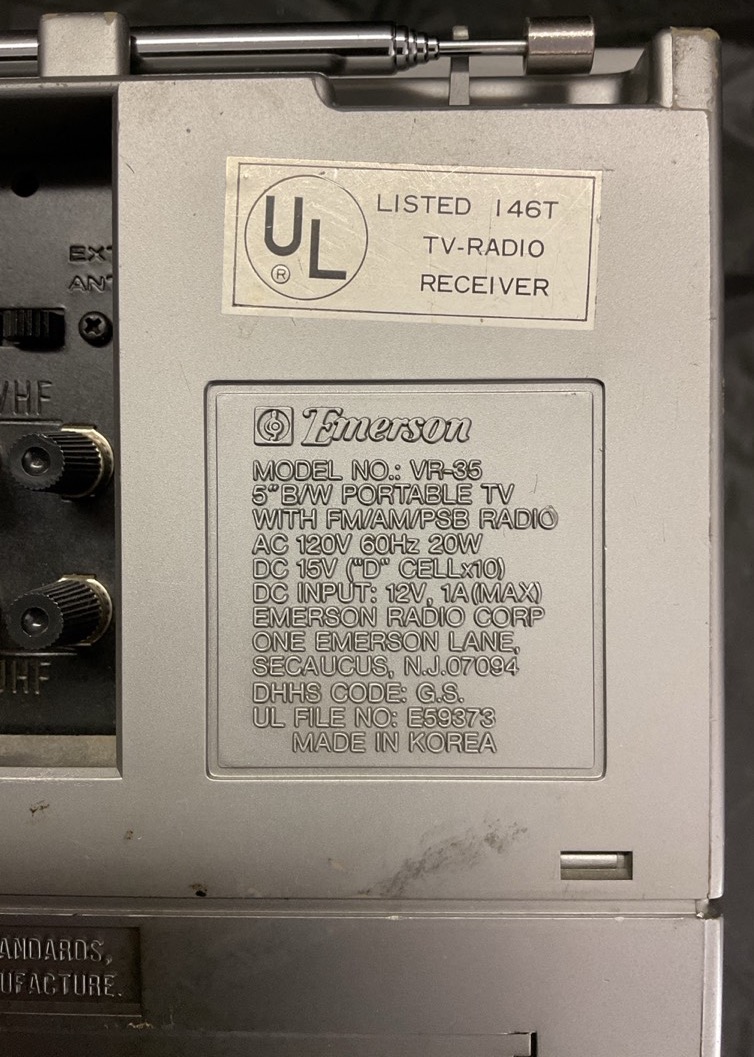 UL
®
LISTED 146T
TV-RADIO
RECEIVER
Emerson
MODEL NO.: VR-35
5" B/W PORTABLE TV
WITH FM/AM/PSB RADIO
AC 120V 60Hz 20W
DC 15V ("D" CELLx10)
DC INPUT: 12V, 1A(MAX)
EMERSON RADIO CORP
ONE EMERSON LANE,
SECAUCUS, N.J.07094
DHHS CODE: G.S.
UL FILE NO: E59373
MADE IN KOREA
EXT
ANT
VHF
UHF
ANDARDS,
UFACTURE.